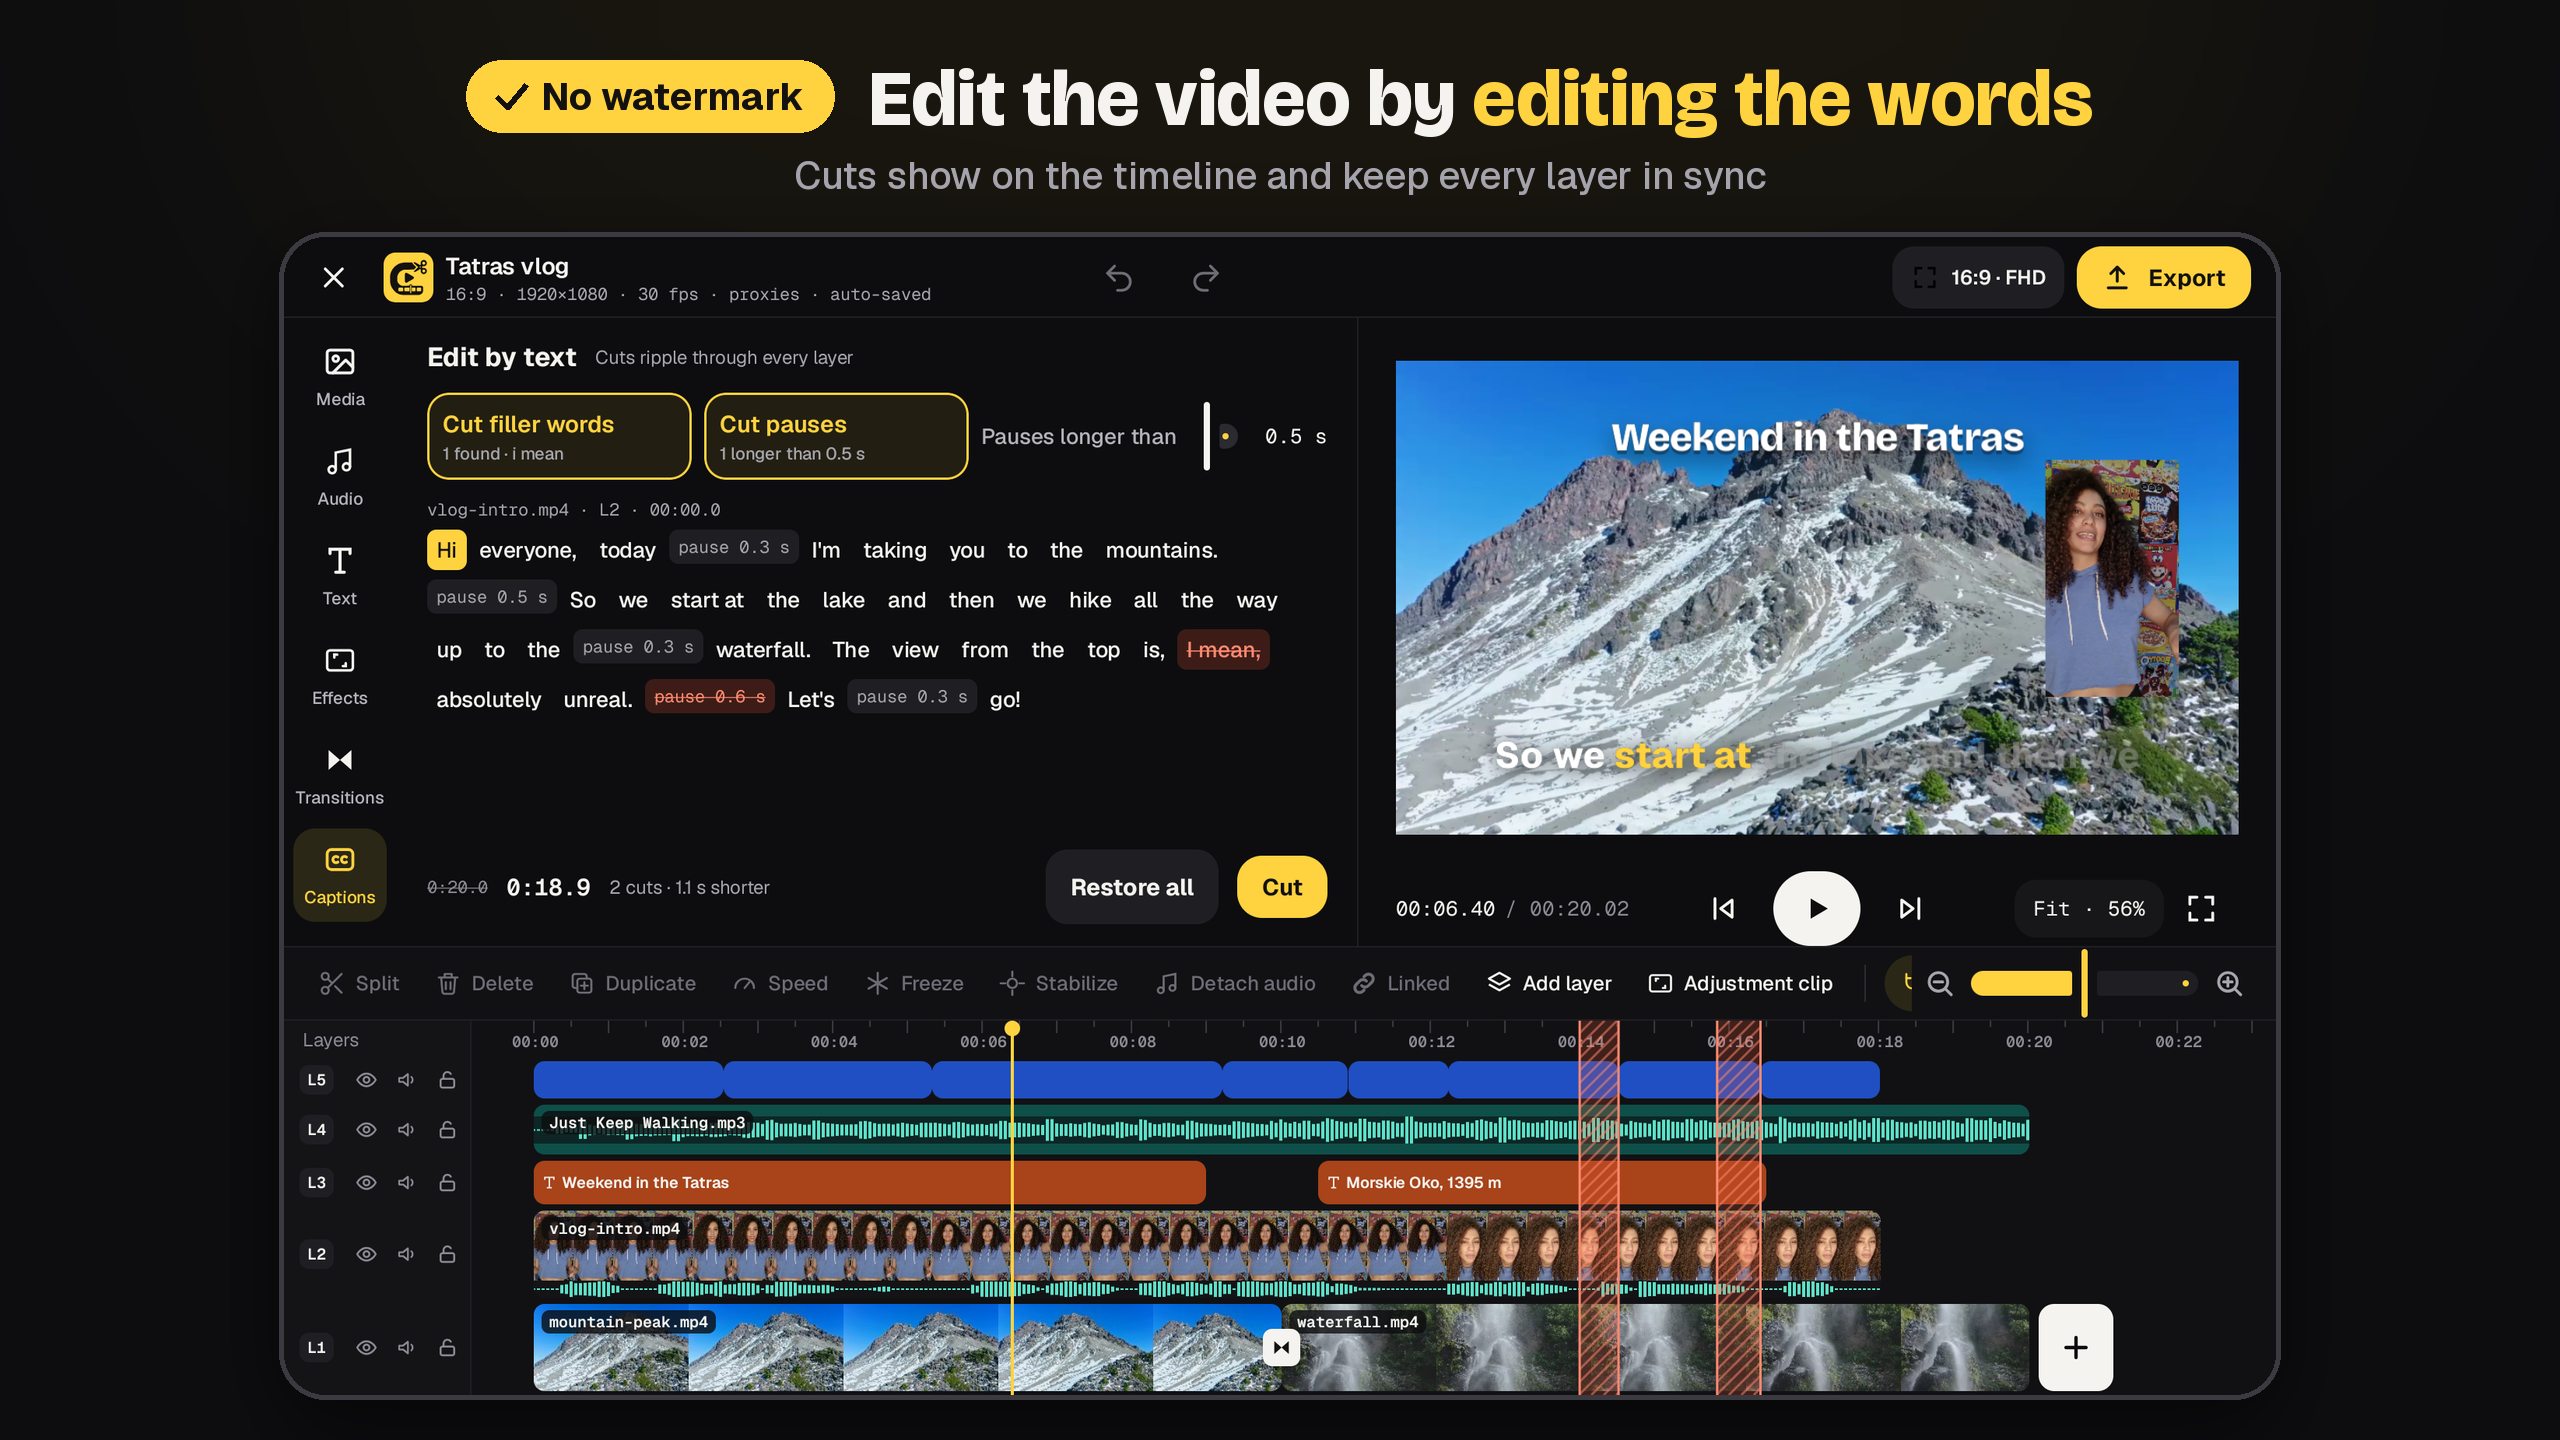 No watermark
Edit the video by editing the words
Cuts show on the timeline and keep every layer in sync
Tatras vlog
16:9 · 1920×1080 · 30 fps · proxies · auto-saved
16:9 · FHD
Export
Media
Audio
Text
Effects
Transitions
CC
Captions
Edit by text Cuts ripple through every layer
Cut filler words
1 found · i mean
Cut pauses
1 longer than 0.5 s
Pauses longer than 0.5 s
vlog-intro.mp4 · L2 · 00:00.0
Hi everyone, today pause 0.3 s I'm taking you to the mountains.
pause 0.5 s So we start at the lake and then we hike all the way
up to the pause 0.3 s waterfall. The view from the top is, I mean,
absolutely unreal. pause 0.6 s Let's pause 0.3 s go!
0:20.0 0:18.9 2 cuts · 1.1 s shorter
Restore all
Cut
Weekend in the Tatras
So we start at the lake and then we
00:06.40 / 00:20.02
Fit · 56%
Split Delete Duplicate Speed Freeze Stabilize Detach audio Linked Add layer Adjustment clip
Layers
00:00 00:02 00:04 00:06 00:08 00:10 00:12 00:14 00:16 00:18 00:20 00:22
L5
L4
Just Keep Walking.mp3
L3
T Weekend in the Tatras
T Morskie Oko, 1395 m
L2
vlog-intro.mp4
L1
mountain-peak.mp4
waterfall.mp4